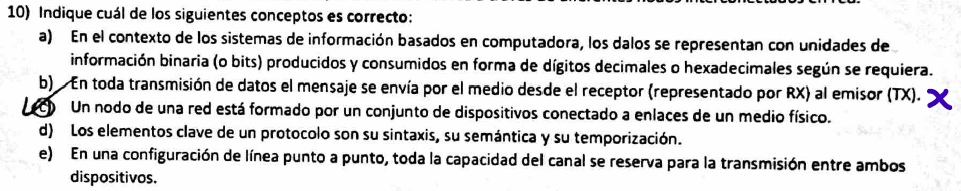 10) Indique cuál de los siguientes conceptos es correcto:
a) En el contexto de los sistemas de información basados en computadora, los dalos se representan con unidades de
información binaria (o bits) producidos y consumidos en forma de dígitos decimales o hexadecimales según se requiera.
b) En toda transmisión de datos el mensaje se envía por el medio desde el receptor (representado por RX) al emisor (TX). X
c) Un nodo de una red está formado por un conjunto de dispositivos conectado a enlaces de un medio físico.
d) Los elementos clave de un protocolo son su sintaxis, su semántica y su temporización.
e) En una configuración de línea punto a punto, toda la capacidad del canal se reserva para la transmisión entre ambos
dispositivos.